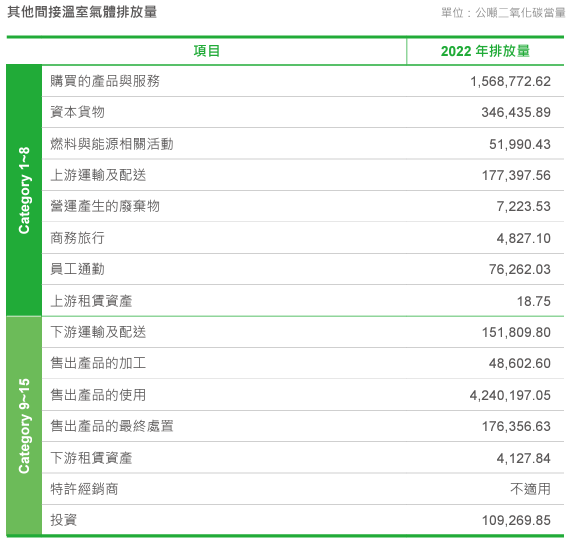 其他間接溫室氣體排放量
單位：公噸二氧化碳當量
項目 2022 年排放量
Category 1~8
購買的產品與服務 1,568,772.62
資本貨物 346,435.89
燃料與能源相關活動 51,990.43
上游運輸及配送 177,397.56
營運產生的廢棄物 7,223.53
商務旅行 4,827.10
員工通勤 76,262.03
上游租賃資產 18.75
Category 9~15
下游運輸及配送 151,809.80
售出產品的加工 48,602.60
售出產品的使用 4,240,197.05
售出產品的最終處置 176,356.63
下游租賃資產 4,127.84
特許經銷商 不適用
投資 109,269.85